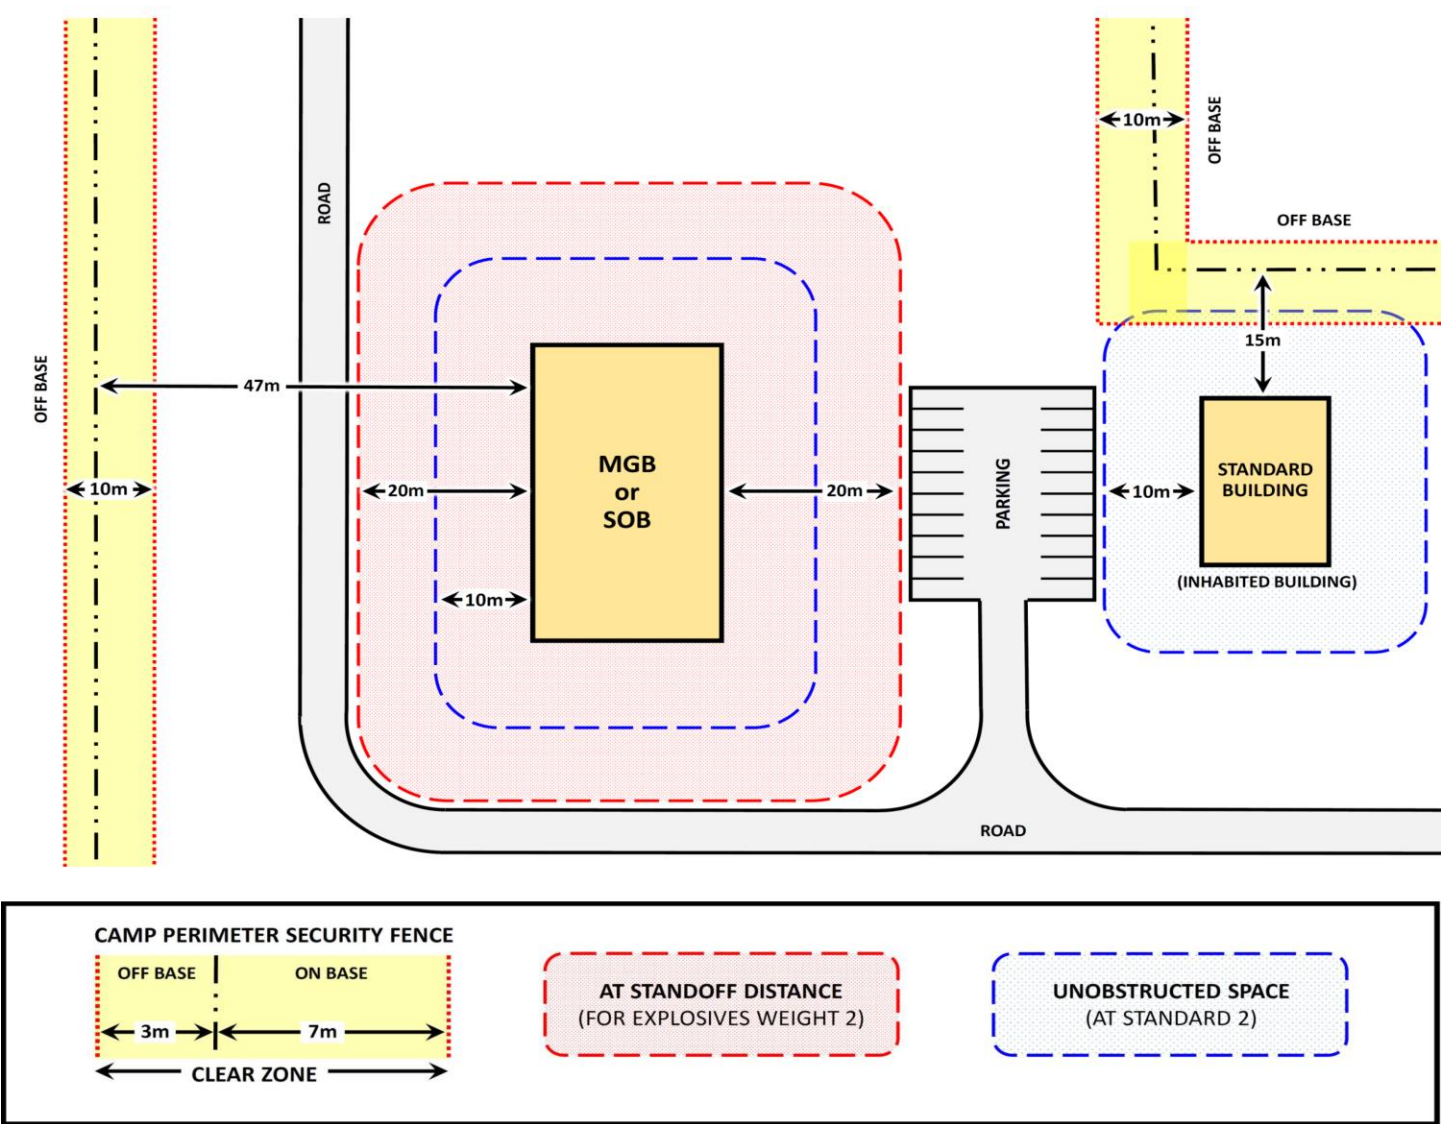 10m
OFF BASE
OFF BASE
ROAD
15m
OFF BASE
47m
MGB
or
SOB
PARKING
STANDARD
BUILDING
10m
20m
20m
10m
(INHABITED BUILDING)
10m
ROAD
CAMP PERIMETER SECURITY FENCE
OFF BASE
ON BASE
3m
7m
CLEAR ZONE
AT STANDOFF DISTANCE
(FOR EXPLOSIVES WEIGHT 2)
UNOBSTRUCTED SPACE
(AT STANDARD 2)